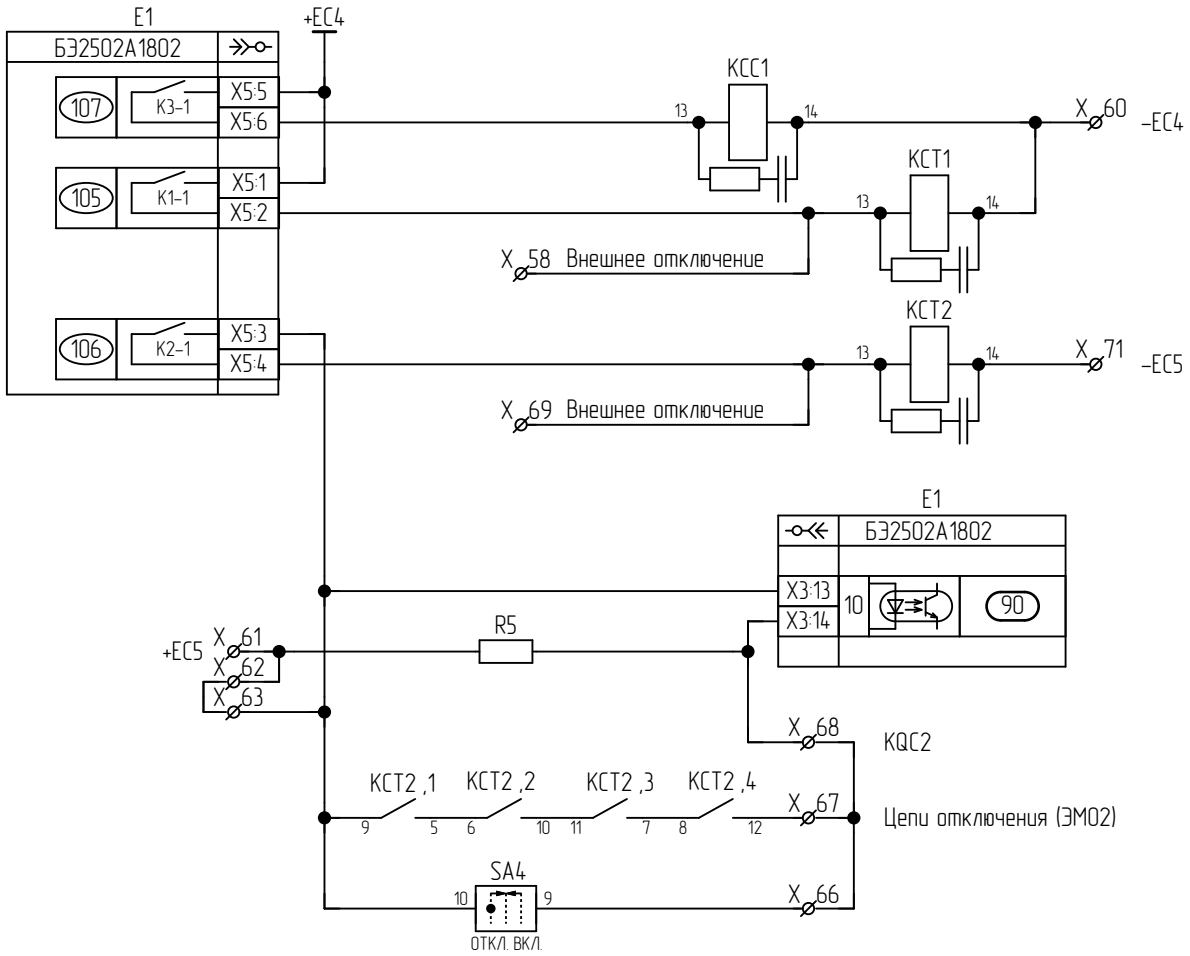 E1
+EC4
БЭ2502А1802
107
К3-1
X5:5
X5:6
105
К1-1
X5:1
X5:2
106
К2-1
X5:3
X5:4
KCC1
13
14
X 60
-EC4
KCT1
13
14
X 58 Внешнее отключение
KCT2
13
14
X 71
-EC5
X 69 Внешнее отключение
E1
БЭ2502А1802
X3:13
X3:14
10
90
+EC5
X 61
X 62
X 63
R5
X 68
KQC2
KCT2 ,1
KCT2 ,2
KCT2 ,3
KCT2 ,4
9
5
6
10
11
7
8
12
X 67
Цепи отключения (ЭМО2)
SA4
10
9
ОТКЛ. ВКЛ.
X 66